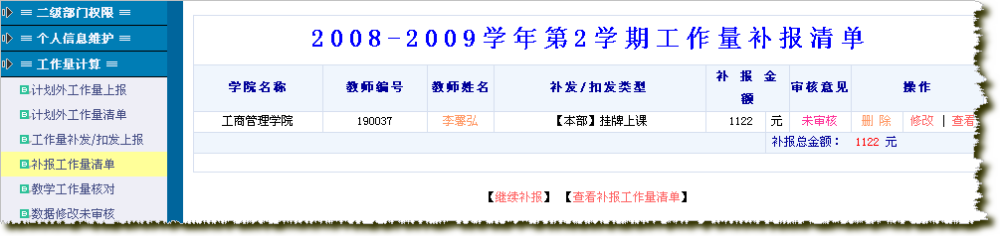 ＝ 二级部门权限 ＝
＝ 个人信息维护 ＝
＝ 工作量计算 ＝
计划外工作量上报
计划外工作量清单
工作量补发/扣发上报
补报工作量清单
教学工作量核对
数据修改未审核
2008-2009学年第2学期工作量补报清单
学院名称 教师编号 教师姓名 补发/扣发类型 补 报 金 额 审核意见 操作
工商管理学院 190037 李馨弘 【本部】挂牌上课 1122 元 未审核 删 除 修改 | 查看
补报总金额： 1122 元
【继续补报】 【查看补报工作量清单】